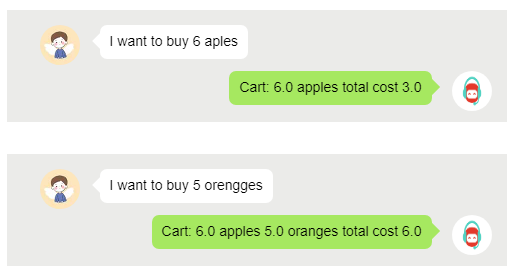 I want to buy 6 aples
Cart: 6.0 apples total cost 3.0
I want to buy 5 orengges
Cart: 6.0 apples 5.0 oranges total cost 6.0